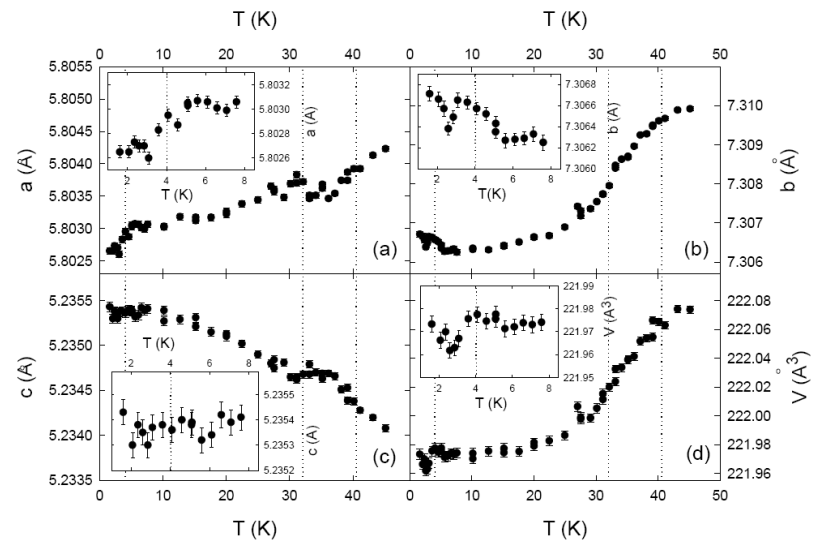 T (K) T (K)
0 10 20 30 40 0 10 20 30 40 50
5.8055
5.8050
5.8045
5.8040
5.8035
5.8030
5.8025
a (Å)
5.8032
5.8030
5.8028
5.8026
a (Å)
2 4 6 8
T (K)
(a)
7.3068
7.3066
7.3064
7.3062
7.3060
b (Å)
2 4 6 8
T(K)
(b)
7.310
7.309
7.308
7.307
7.306
b (Å)
5.2355
5.2350
5.2345
5.2340
5.2335
c (Å)
T (K)
2 4 6 8
5.2355
5.2354
5.2353
5.2352
c (Å)
(c)
221.99
221.98
221.97
221.96
221.95
V (Å3)
2 4 6 8
T (K)
(d)
222.08
222.06
222.04
222.02
222.00
221.98
221.96
V (Å3)
0 10 20 30 40 0 10 20 30 40 50
T (K) T (K)